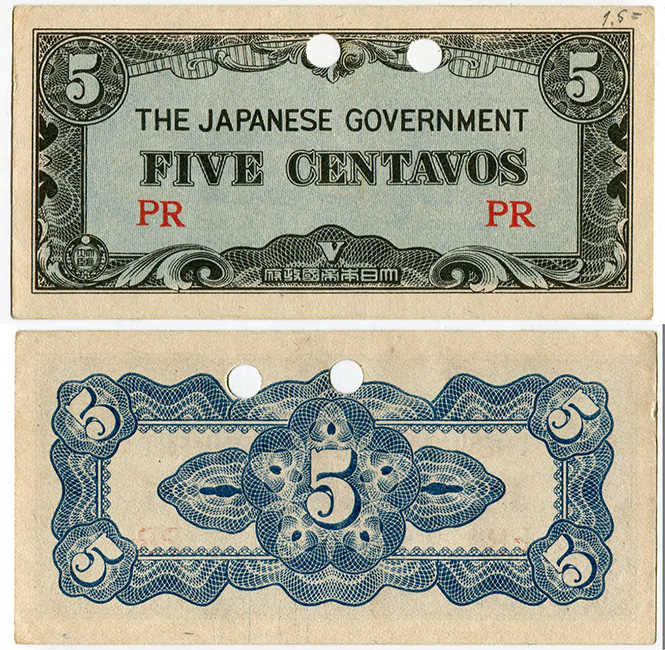 5 5
THE JAPANESE GOVERNMENT
FIVE CENTAVOS
PR PR
V
大日本帝國政府
5 5
5
5 5